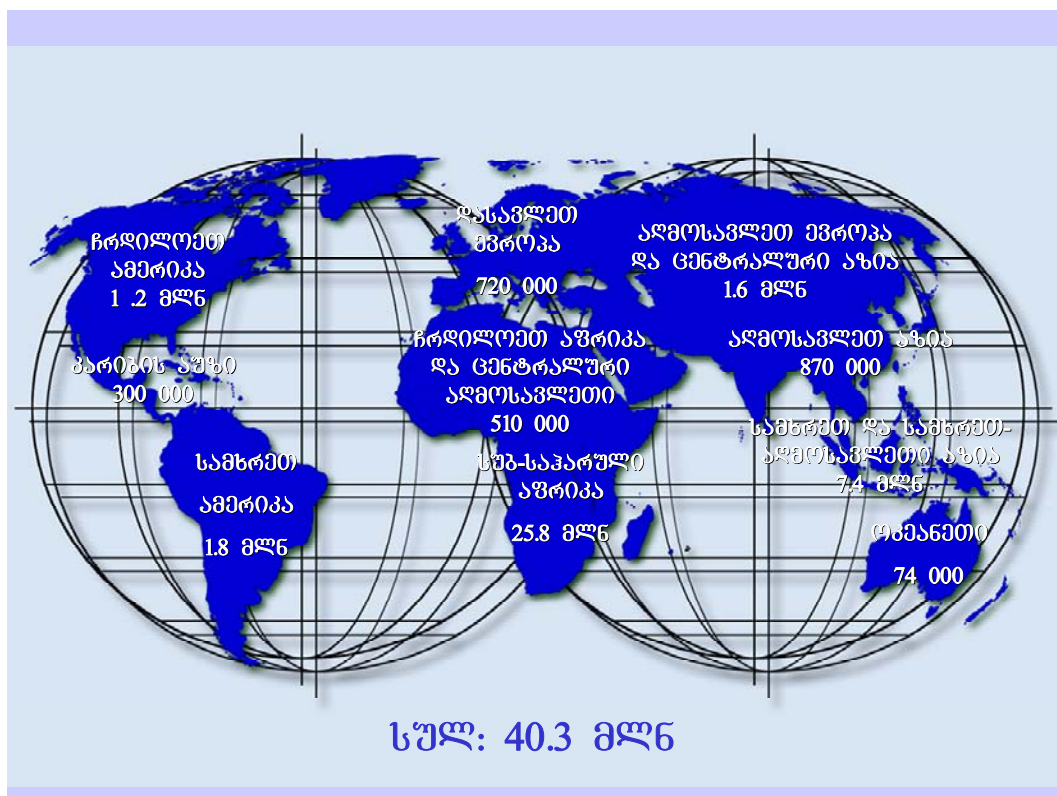 ჩრდილოეთ
ამერიკა
1 .2 მლნ
დასავლეთ
ევროპა
720 000
აღმოსავლეთ ევროპა
და ცენტრალური აზია
1.6 მლნ
კარიბის აუზი
300 000
ჩრდილოეთ აფრიკა
და ცენტრალური
აღმოსავლეთი
510 000
აღმოსავლეთ აზია
870 000
სამხრეთ
ამერიკა
1.8 მლნ
სუბ-საჰარული
აფრიკა
25.8 მლნ
სამხრეთ და სამხრეთ-
აღმოსავლეთი აზია
7.4 მლნ
ოკეანეთი
74 000
სულ: 40.3 მლნ